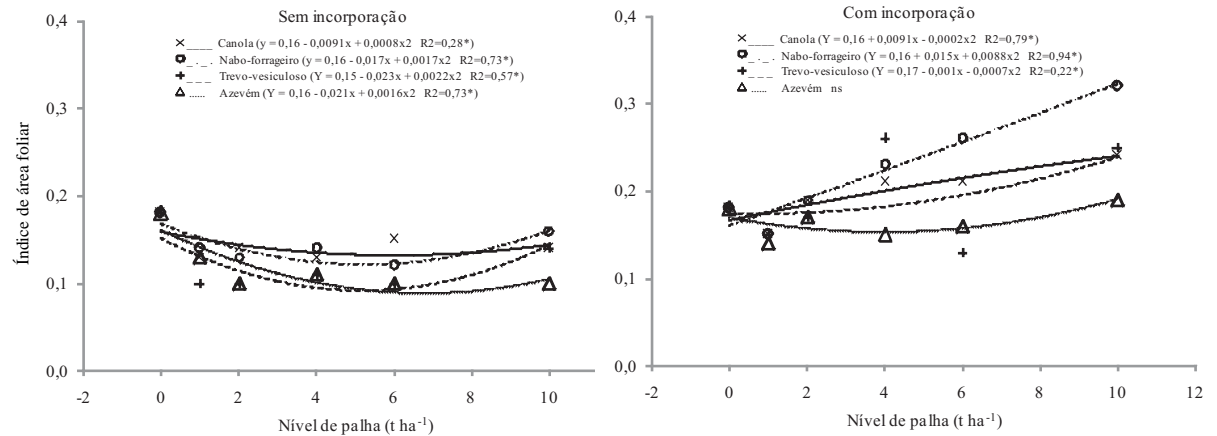 Sem incorporação
0,4
0,3
0,2
0,1
0,0
Índice de área foliar
Canola (y = 0,16 - 0,0091x + 0,0008x2 R2=0,28*)
Nabo-forrageiro (y = 0,16 - 0,017x + 0,0017x2 R2=0,73*)
Trevo-vesiculoso (Y = 0,15 - 0,023x + 0,0022x2 R2=0,57*)
Azevém (Y = 0,16 - 0,021x + 0,0016x2 R2=0,73*)
-2 0 2 4 6 8 10
Nível de palha (t ha-1)
Com incorporação
0,4
0,3
0,2
0,1
0,0
Canola (Y = 0,16 + 0,0091x - 0,0002x2 R2=0,79*)
Nabo-forrageiro (Y = 0,16 + 0,015x + 0,0088x2 R2=0,94*)
Trevo-vesiculoso (Y = 0,17 - 0,001x - 0,0007x2 R2=0,22*)
Azevém ns
-2 0 2 4 6 8 10 12
Nível de palha (t ha-1)